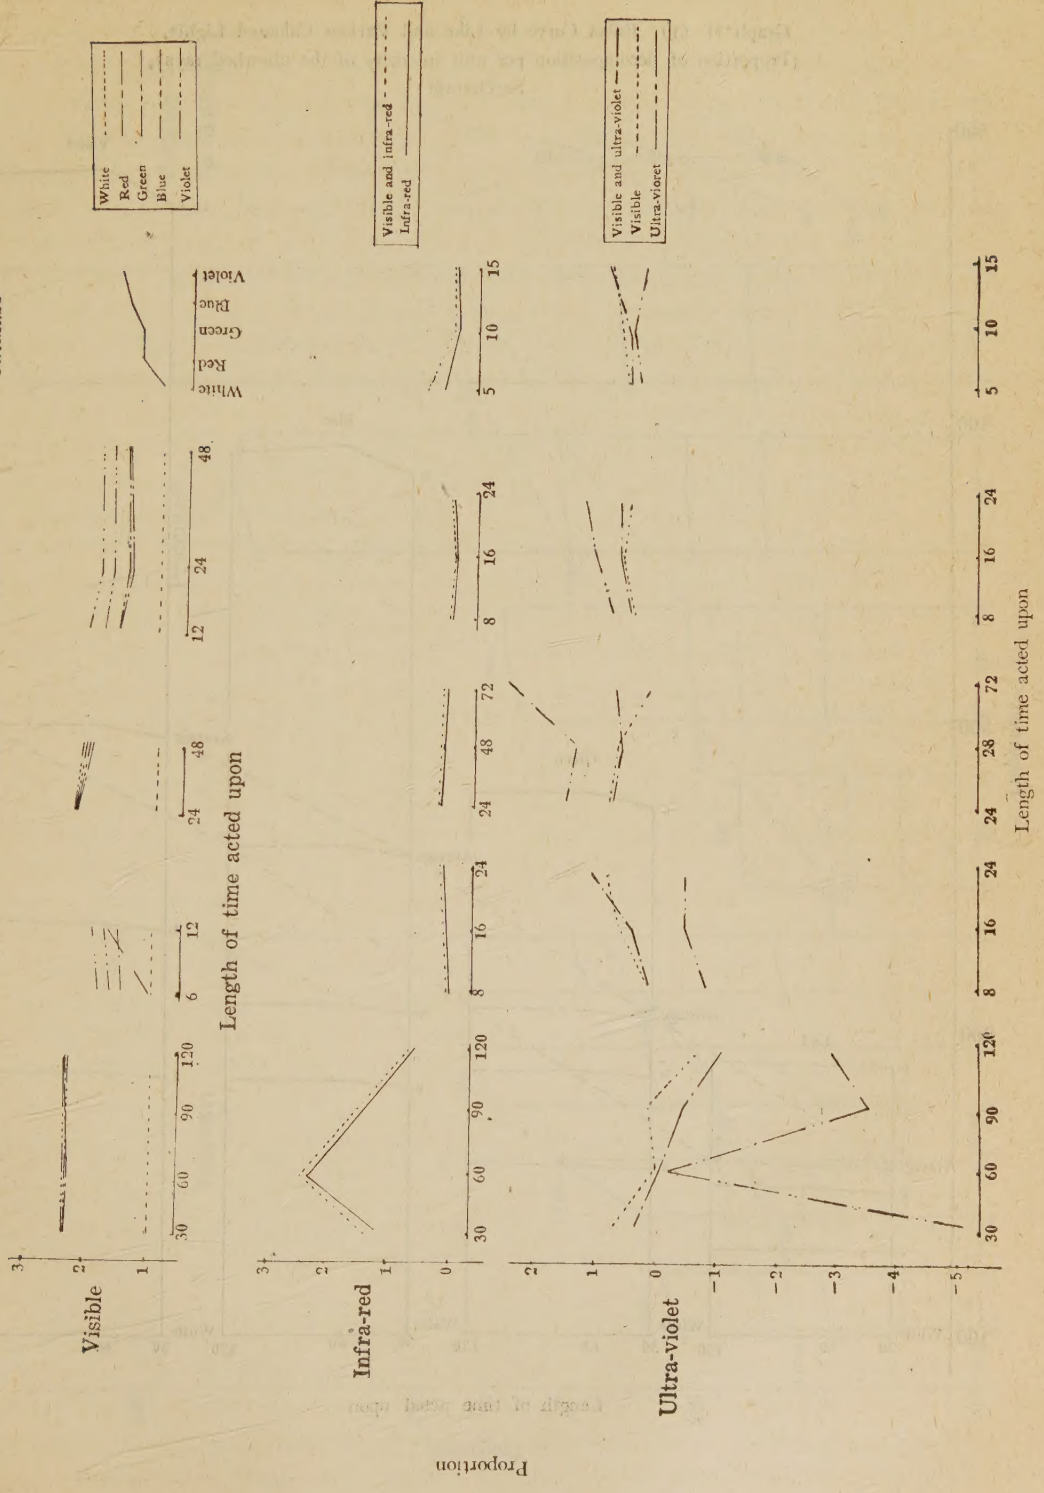 Visible
3
2
1
30 60 90 120
6 12
24 48
12 24 48
White Red Green Blue Violet
White
Red
Green
Blue
Violet
Length of time acted upon
Proportion
Infra-red
3
2
1
0
30 60 90 120
8 16 24
24 48 72
8 16 24
5 10 15
Visible and infra-red
Infra-red
Ultra-violet
2
1
0
-1
-2
-3
-4
-5
30 60 90 120
8 16 24
24 28 72
8 16 24
5 10 15
Visible and ultra-violet
Visible
Ultra-vioret
Length of time acted upon